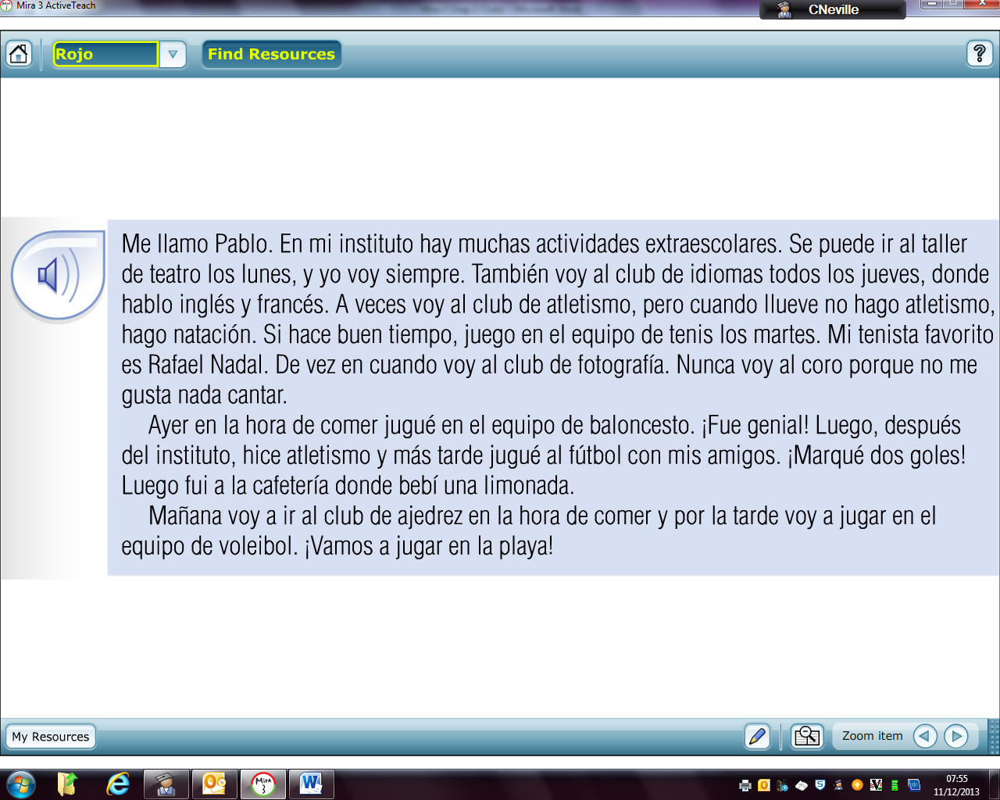 Mira 3 ActiveTeach
CNeville
Rojo
Find Resources
?
Me llamo Pablo. En mi instituto hay muchas actividades extraescolares. Se puede ir al taller
de teatro los lunes, y yo voy siempre. También voy al club de idiomas todos los jueves, donde
hablo inglés y francés. A veces voy al club de atletismo, pero cuando llueve no hago atletismo,
hago natación. Si hace buen tiempo, juego en el equipo de tenis los martes. Mi tenista favorito
es Rafael Nadal. De vez en cuando voy al club de fotografía. Nunca voy al coro porque no me
gusta nada cantar.
Ayer en la hora de comer jugué en el equipo de baloncesto. ¡Fue genial! Luego, después
del instituto, hice atletismo y más tarde jugué al fútbol con mis amigos. ¡Marqué dos goles!
Luego fui a la cafetería donde bebí una limonada.
Mañana voy a ir al club de ajedrez en la hora de comer y por la tarde voy a jugar en el
equipo de voleibol. ¡Vamos a jugar en la playa!
My Resources
Zoom item
Mira 3
07:55
11/12/2013